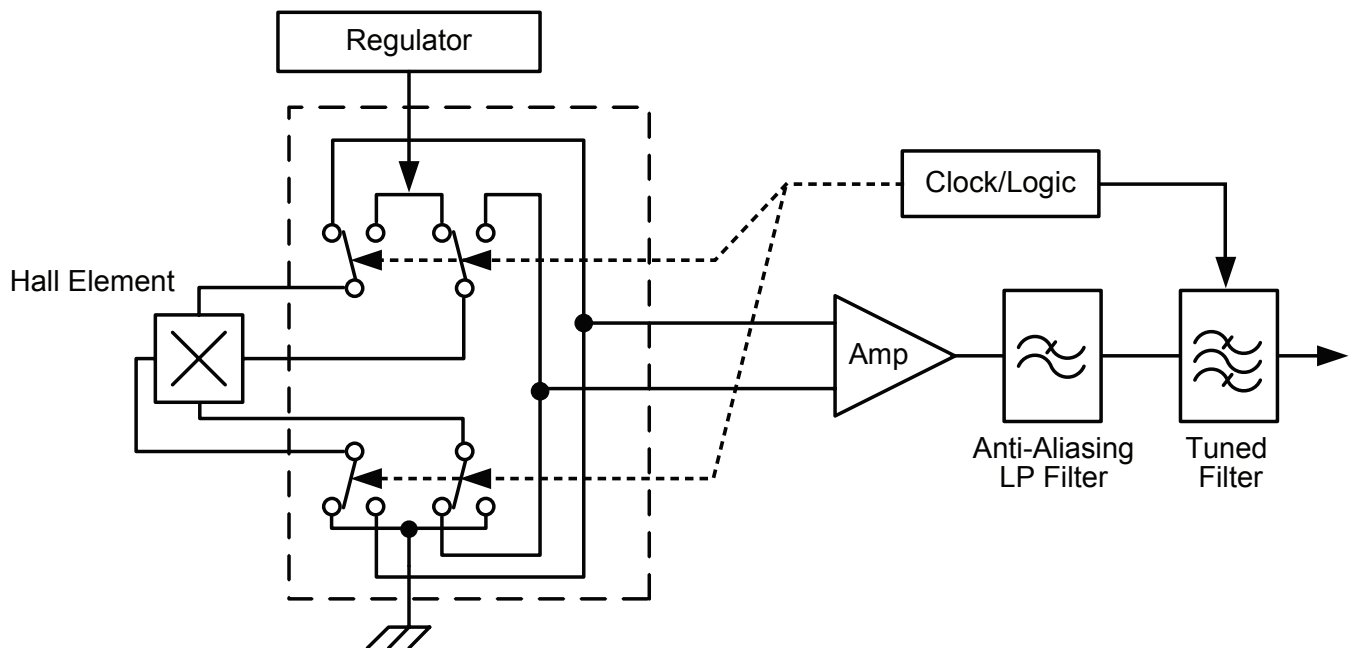 Regulator
Clock/Logic
Hall Element
Amp
Anti-Aliasing
LP Filter
Tuned
Filter